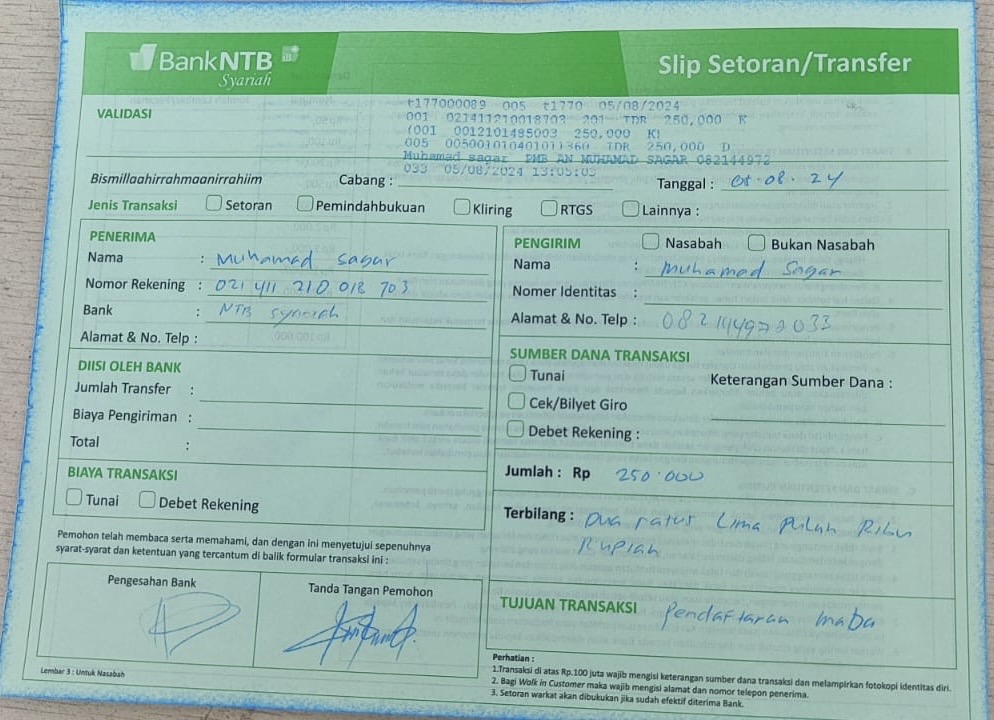 BankNTB
Syariah
Slip Setoran/Transfer
VALIDASI
t177000089 005 t1770 05/08/2024
001 021411210018703 201 TDR 250,000 K
(001 0012101485003 250,000 K)
005 005001010401011360 TDR 250,000 D
Muhamad sagar PMB AN MUHAMAD SAGAR 082144972
033 05/08/2024 13:05:03
Bismillaahirrahmaanirrahiim
Cabang :
Tanggal : 05·08·24
Jenis Transaksi Setoran Pemindahbukuan Kliring RTGS Lainnya :
PENERIMA
Nama : Muhamad Sagar
Nomor Rekening : 021 411 210 018 703
Bank : NTB Syariah
Alamat & No. Telp :
DIISI OLEH BANK
Jumlah Transfer :
Biaya Pengiriman :
Total :
BIAYA TRANSAKSI
Tunai Debet Rekening
Pemohon telah membaca serta memahami, dan dengan ini menyetujui sepenuhnya
syarat-syarat dan ketentuan yang tercantum di balik formular transaksi ini :
Pengesahan Bank
Tanda Tangan Pemohon
Lembar 3 : Untuk Nasabah
PENGIRIM Nasabah Bukan Nasabah
Nama : Muhamad Sagar
Nomer Identitas :
Alamat & No. Telp : 082144972033
SUMBER DANA TRANSAKSI
Tunai
Keterangan Sumber Dana :
Cek/Bilyet Giro
Debet Rekening :
Jumlah : Rp 250.000
Terbilang : Dua ratus Lima Puluh Ribu
Rupiah
TUJUAN TRANSAKSI Pendaftaran maba
Perhatian :
1.Transaksi di atas Rp.100 juta wajib mengisi keterangan sumber dana transaksi dan melampirkan fotokopi identitas diri.
2. Bagi Walk in Customer maka wajib mengisi alamat dan nomor telepon penerima.
3. Setoran warkat akan dibukukan jika sudah efektif diterima Bank.